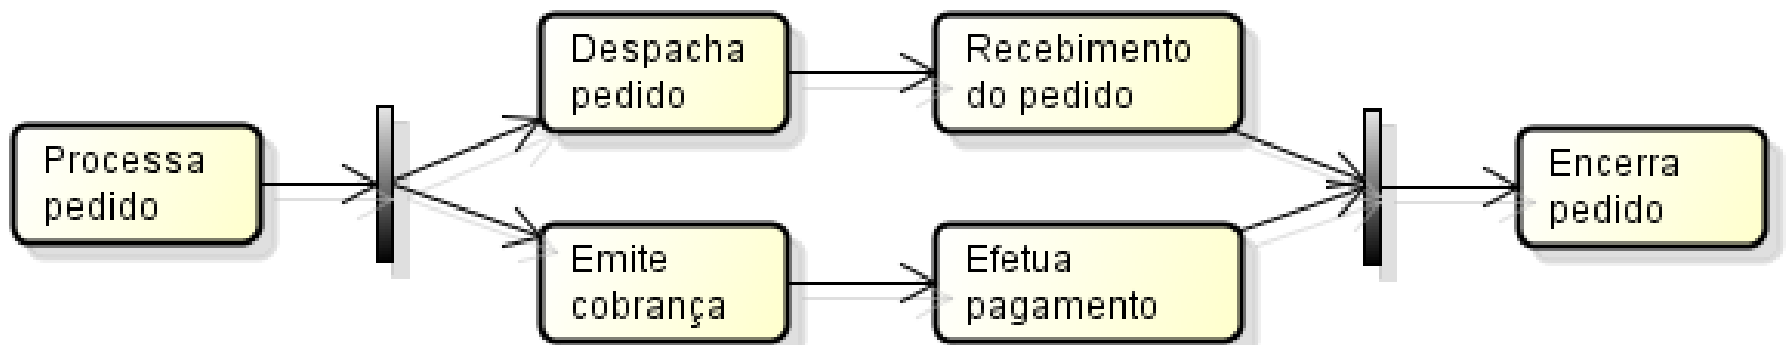 Processa
pedido
Despacha
pedido
Recebimento
do pedido
Emite
cobrança
Efetua
pagamento
Encerra
pedido